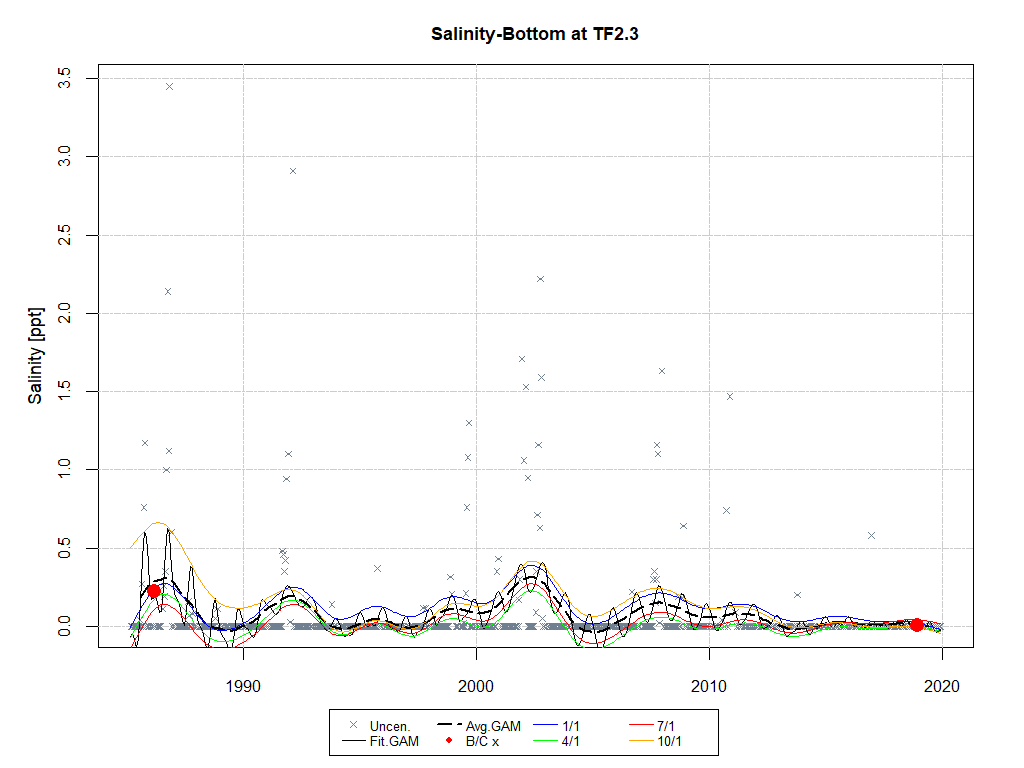 Salinity-Bottom at TF2.3
3.5
3.0
2.5
2.0
1.5
1.0
0.5
0.0
Salinity [ppt]
1990 2000 2010 2020
Uncen. Avg.GAM 1/1 7/1
Fit.GAM B/C x 4/1 10/1